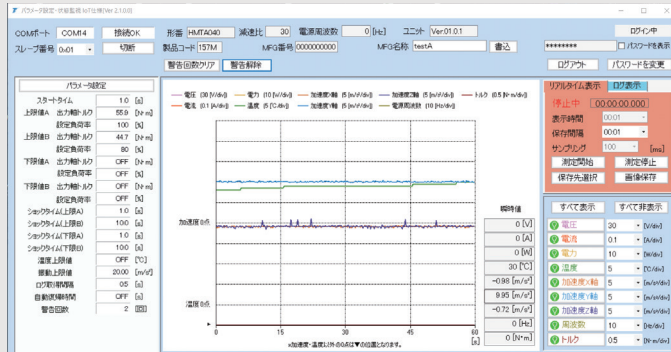 パラメータ設定・状態監視 IoT仕様(Ver 2.1.0.0)
COMポート COM14 接続OK 形番 HMTA040 減速比 30 電源周波数 0 [Hz] ユニット Ver:01.0.1 ログイン中
スレーブ番号 0x01 切断 製品コード 157M MFG番号 0000000000 MFG名称 testA 書込 ******** パスワードを表示
警告回数クリア 警告解除 ログアウト パスワードを変更
パラメータ設定
スタートタイム 1.0 [s]
上限値A 出力軸トルク 55.9 [N·m]
設定負荷率 100 [%]
上限値B 出力軸トルク 44.7 [N·m]
設定負荷率 80 [%]
下限値A 出力軸トルク OFF [N·m]
設定負荷率 OFF [%]
下限値B 出力軸トルク OFF [N·m]
設定負荷率 OFF [%]
ショックタイム(上限A) 1.0 [s]
ショックタイム(上限B) 10.0 [s]
ショックタイム(下限A) 1.0 [s]
ショックタイム(下限B) 10.0 [s]
温度上限値 OFF [℃]
振動上限値 20.00 [m/s²]
ログ取得間隔 0.5 [s]
自動復帰時間 OFF [s]
警告回数 2 [回]
電圧 (30 [V/div]) 電力 (10 [W/div]) 加速度X軸 (5 [m/s²/div]) 加速度Z軸 (5 [m/s²/div]) トルク (0.5 [N·m/div])
電流 (0.1 [A/div]) 温度 (5 [℃/div]) 加速度Y軸 (5 [m/s²/div]) 電源周波数 (10 [Hz/div])
加速度0点
温度0点
0 15 30 45 60
[s]
※加速度・温度以外の0点は▼の位置となります。
瞬時値
0 [V]
0 [A]
0 [W]
30 [℃]
-0.98 [m/s²]
9.95 [m/s²]
-0.72 [m/s²]
0 [Hz]
0 [N·m]
リアルタイム表示 ログ表示
停止中 00:00:00.000
表示時間 00:01
保存間隔 00:01
サンプリング 100 [ms]
測定開始 測定停止
保存先選択 画像保存
すべて表示 すべて非表示
電圧 30 [V/div]
電流 0.1 [A/div]
電力 10 [W/div]
温度 5 [℃/div]
加速度X軸 5 [m/s²/div]
加速度Y軸 5 [m/s²/div]
加速度Z軸 5 [m/s²/div]
周波数 10 [Hz/div]
トルク 0.5 [N·m/div]